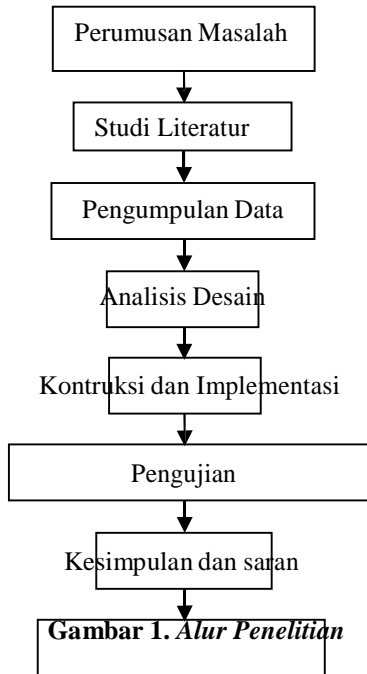 Perumusan Masalah
Studi Literatur
Pengumpulan Data
Analisis Desain
Kontruksi dan Implementasi
Pengujian
Kesimpulan dan saran
Gambar 1. Alur Penelitian